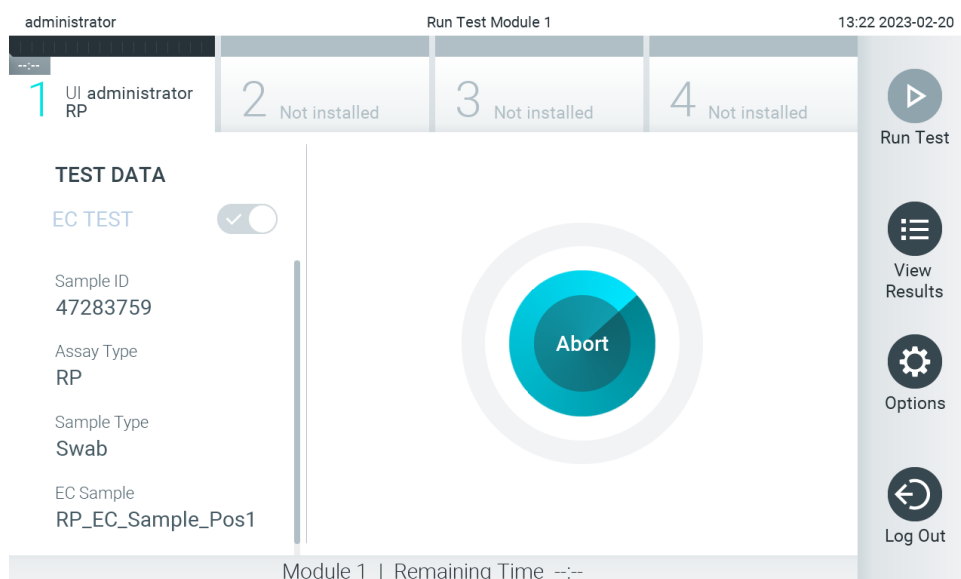 administrator
Run Test Module 1
13:22 2023-02-20
--:--
1
UI administrator
RP
2 Not installed
3 Not installed
4 Not installed
Run Test
TEST DATA
EC TEST
Sample ID
47283759
Assay Type
RP
Sample Type
Swab
EC Sample
RP_EC_Sample_Pos1
Abort
View
Results
Options
Log Out
Module 1 | Remaining Time --:--